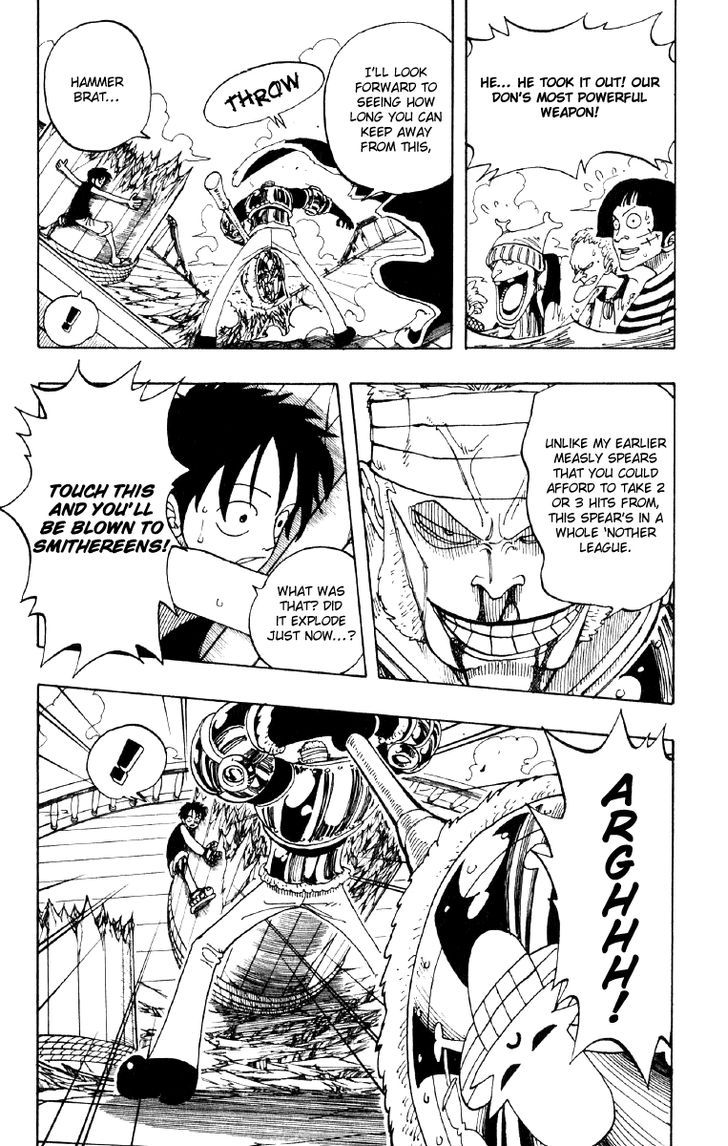 HE... HE TOOK IT OUT! OUR
DON'S MOST POWERFUL
WEAPON!
I'LL LOOK
FORWARD TO
SEEING HOW
LONG YOU CAN
KEEP AWAY
FROM THIS,
THROW
HAMMER
BRAT...
!!
UNLIKE MY EARLIER
MEASLY SPEARS
THAT YOU COULD
AFFORD TO TAKE 2
OR 3 HITS FROM,
THIS SPEAR'S IN A
WHOLE 'NOTHER
LEAGUE.
WHAT WAS
THAT? DID
IT EXPLODE
JUST NOW...?
TOUCH THIS
AND YOU'LL
BE BLOWN TO
SMITHEREENS!
ARGHHH!
!!